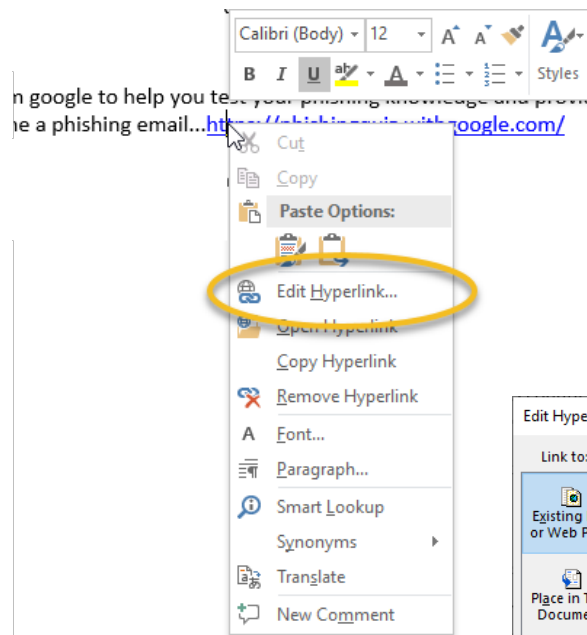 Calibri (Body) 12 A A A
B I U aby A Styles
m google to help you test your phishing knowledge and provi
ne a phishing email...https://phishingquiz.withgoogle.com/
Cut
Copy
Paste Options:
Edit Hyperlink...
Open Hyperlink
Copy Hyperlink
Remove Hyperlink
A Font...
Paragraph...
Smart Lookup
Synonyms
Translate
New Comment
Edit Hype
Link to:
Existing
or Web P
Place in T
Docume